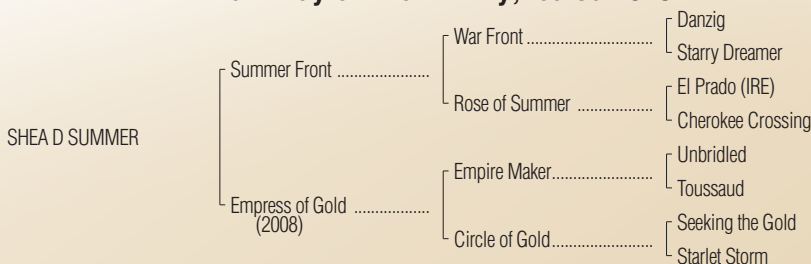 Danzig
War Front ....................
Starry Dreamer
Summer Front ...................
El Prado (IRE)
Rose of Summer ...............
Cherokee Crossing
SHEA D SUMMER
Unbridled
Empire Maker....................
Toussaud
Empress of Gold ...............
(2008)
Seeking the Gold
Circle of Gold....................
Starlet Storm